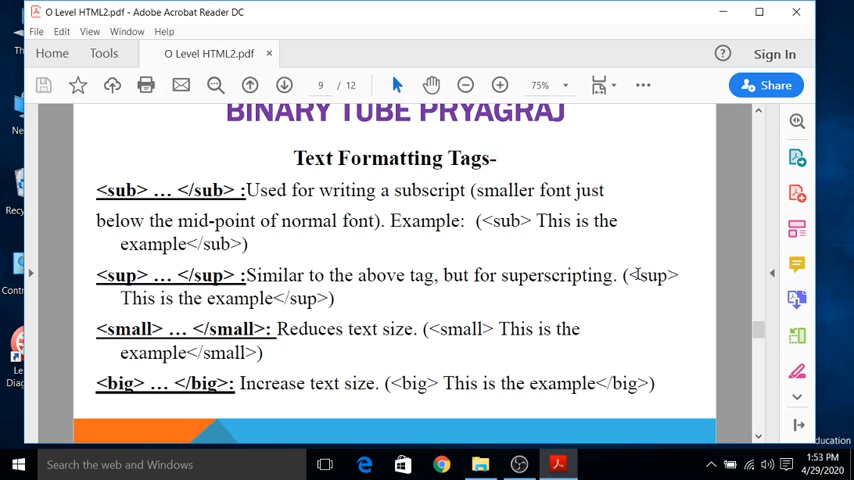 O Level HTML2.pdf - Adobe Acrobat Reader DC
File Edit View Window Help
Home Tools O Level HTML2.pdf × Sign In
9 / 12 75% Share
BINARY TUBE PRYAGRAJ
Text Formatting Tags-
<sub> ... </sub> :Used for writing a subscript (smaller font just
below the mid-point of normal font). Example: (<sub> This is the
example</sub>)
<sup> ... </sup> :Similar to the above tag, but for superscripting. (<sup>
This is the example</sup>)
<small> ... </small>: Reduces text size. (<small> This is the
example</small>)
<big> ... </big>: Increase text size. (<big> This is the example</big>)
Search the web and Windows
1:53 PM
4/29/2020